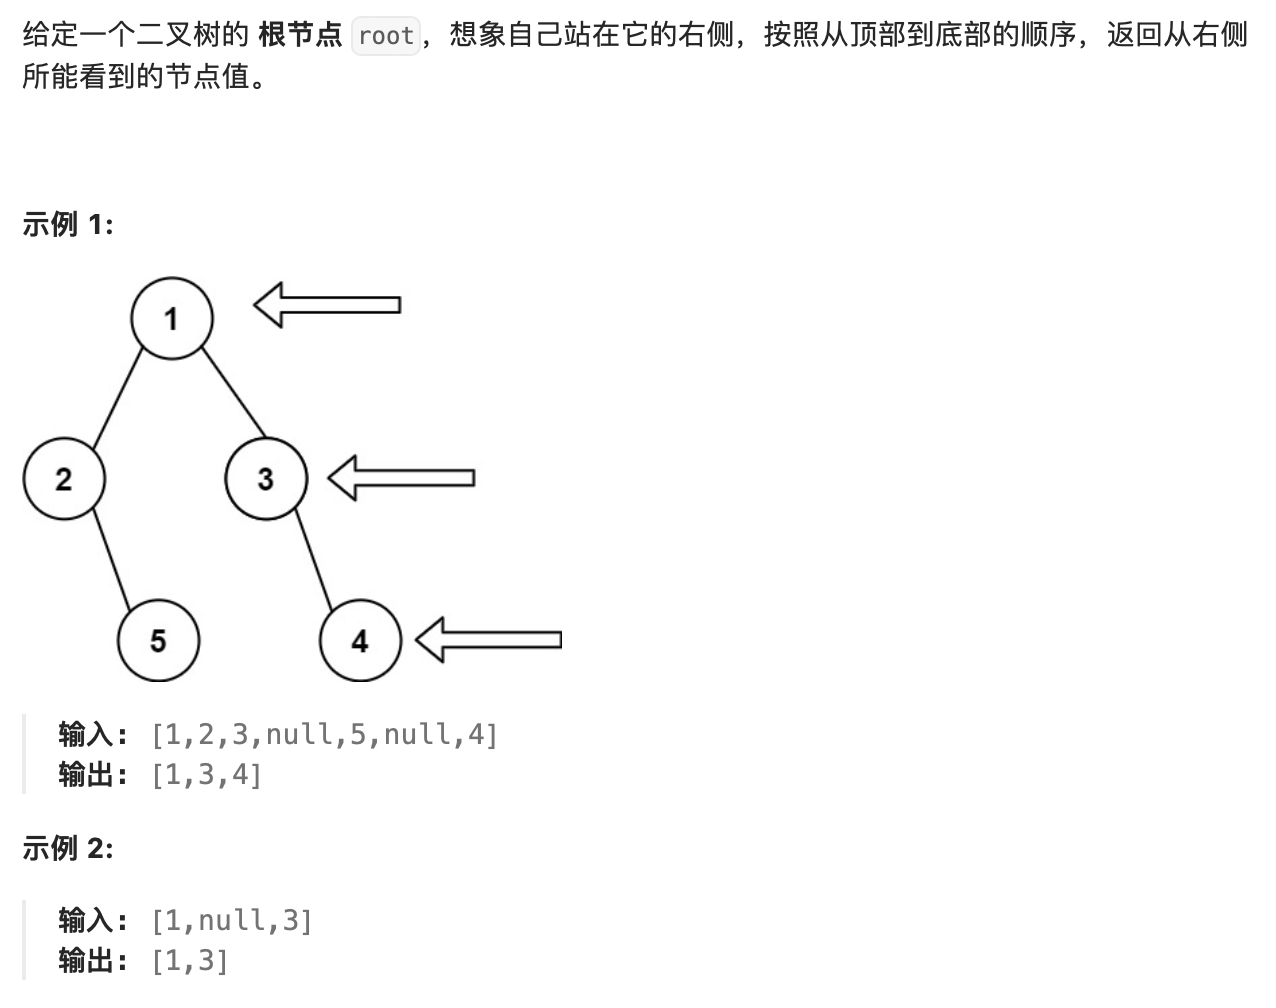 给定一个二叉树的 根节点 root，想象自己站在它的右侧，按照从顶部到底部的顺序，返回从右侧
所能看到的节点值。
示例 1:
1
2
3
5
4
输入: [1,2,3,null,5,null,4]
输出: [1,3,4]
示例 2:
输入: [1,null,3]
输出: [1,3]